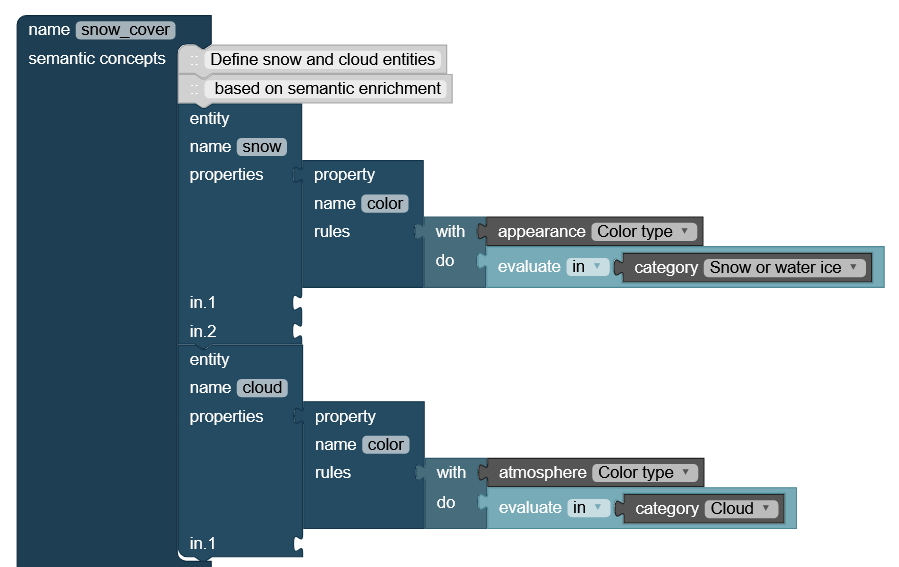 name snow_cover
semantic concepts
:: Define snow and cloud entities
:: based on semantic enrichment
entity
name snow
properties
property
name color
rules
with appearance Color type
do evaluate in category Snow or water ice
in.1
in.2
entity
name cloud
properties
property
name color
rules
with atmosphere Color type
do evaluate in category Cloud
in.1